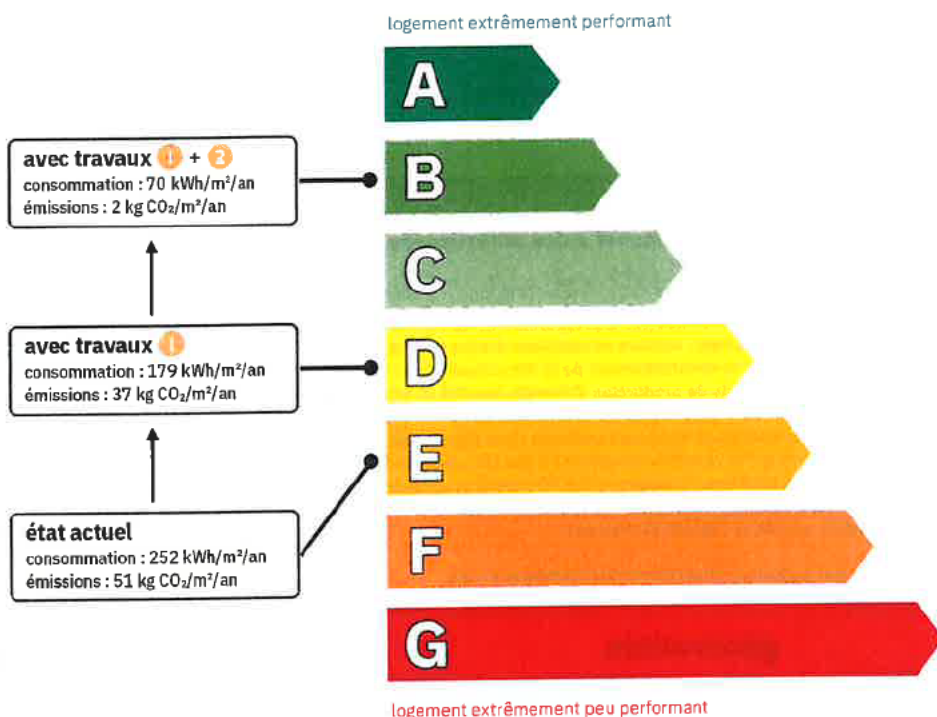 logement extrêmement performant
A
avec travaux 1 + 2
consommation : 70 kWh/m²/an
émissions : 2 kg CO₂/m²/an
B
C
avec travaux 1
consommation : 179 kWh/m²/an
émissions : 37 kg CO₂/m²/an
D
E
état actuel
consommation : 252 kWh/m²/an
émissions : 51 kg CO₂/m²/an
F
G
logement extrêmement peu performant